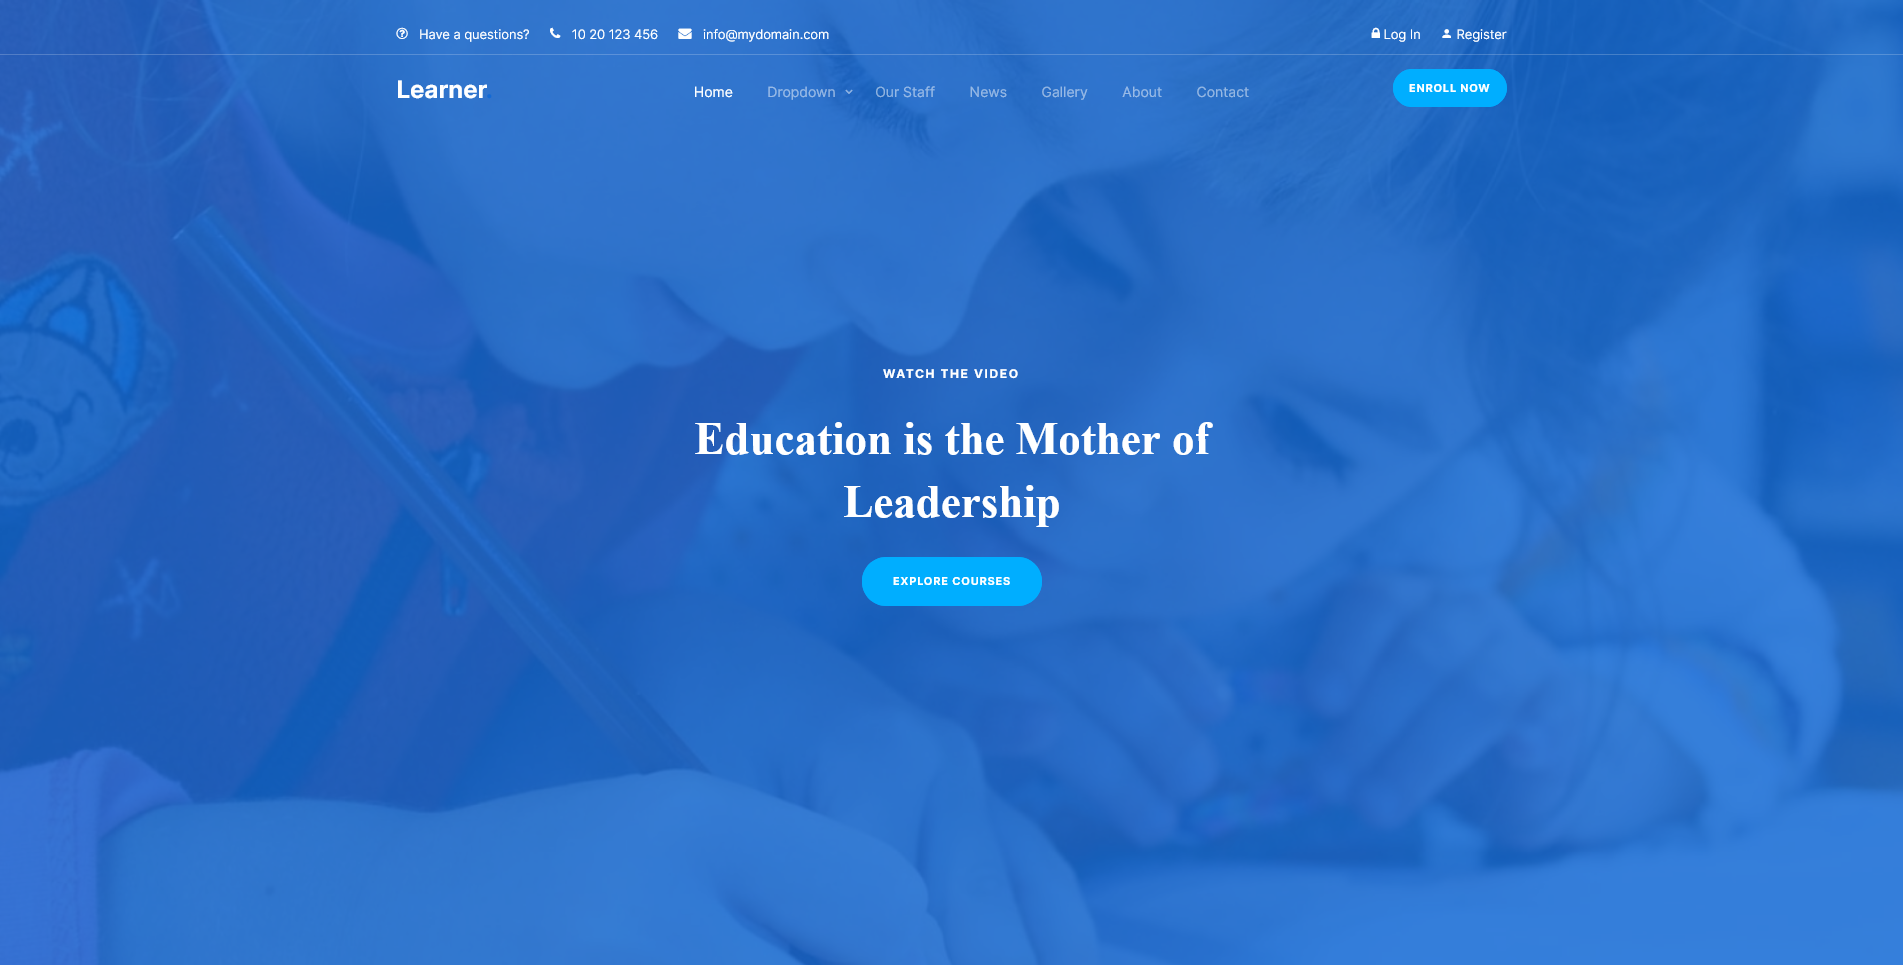 Have a questions? 10 20 123 456 info@mydomain.com Log In Register
Learner. Home Dropdown Our Staff News Gallery About Contact ENROLL NOW
WATCH THE VIDEO
Education is the Mother of
Leadership
EXPLORE COURSES